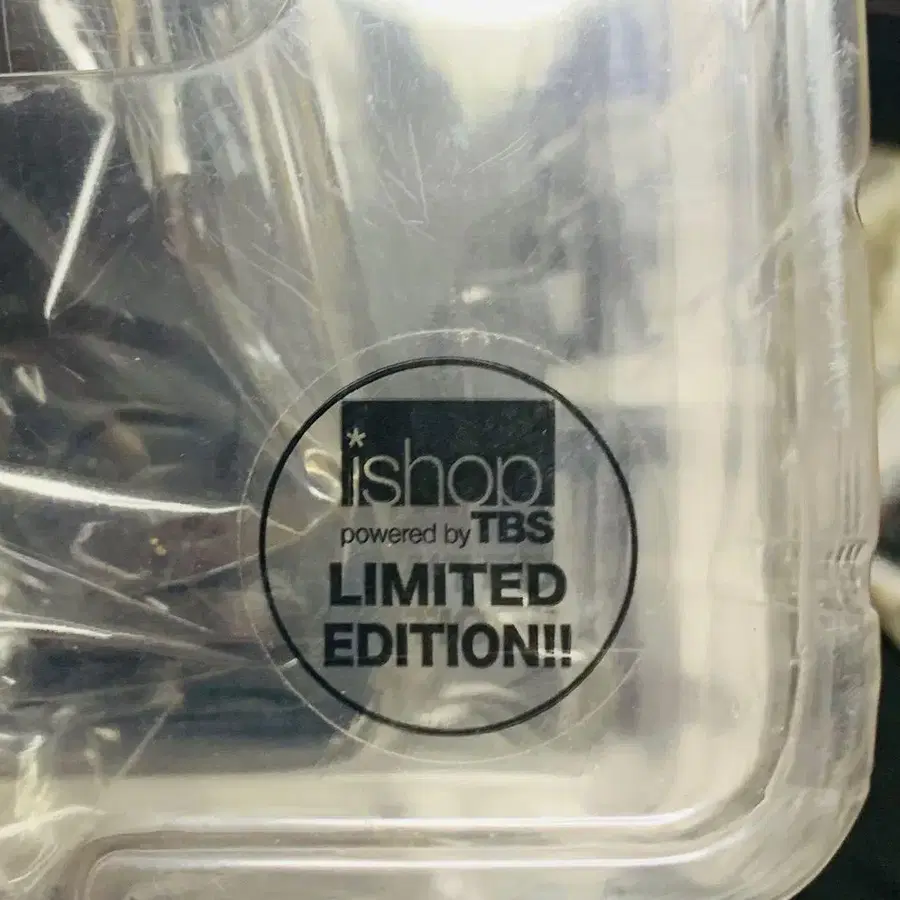 *ishop
powered by TBS
LIMITED
EDITION!!